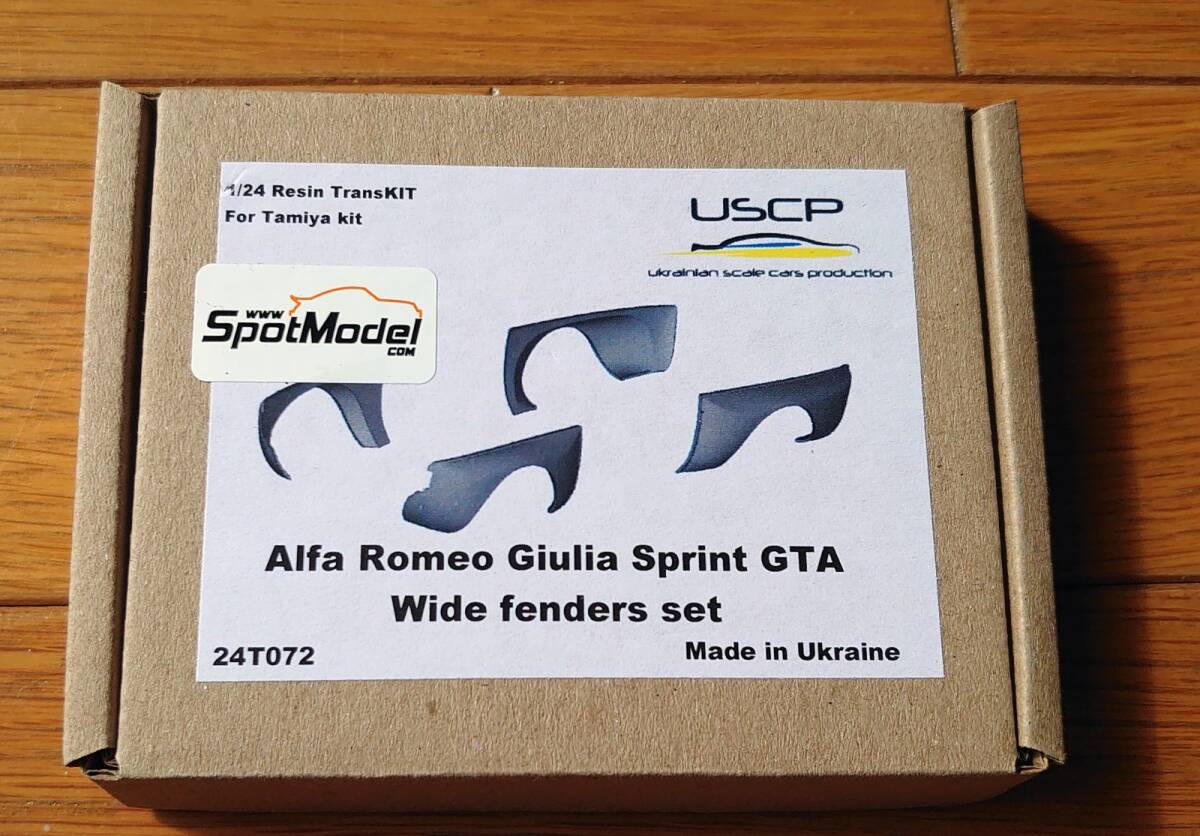 1/24 Resin TransKIT
For Tamiya kit
USCP
ukrainian scale cars production
www
SpotModel
COM
Alfa Romeo Giulia Sprint GTA
Wide fenders set
24T072
Made in Ukraine